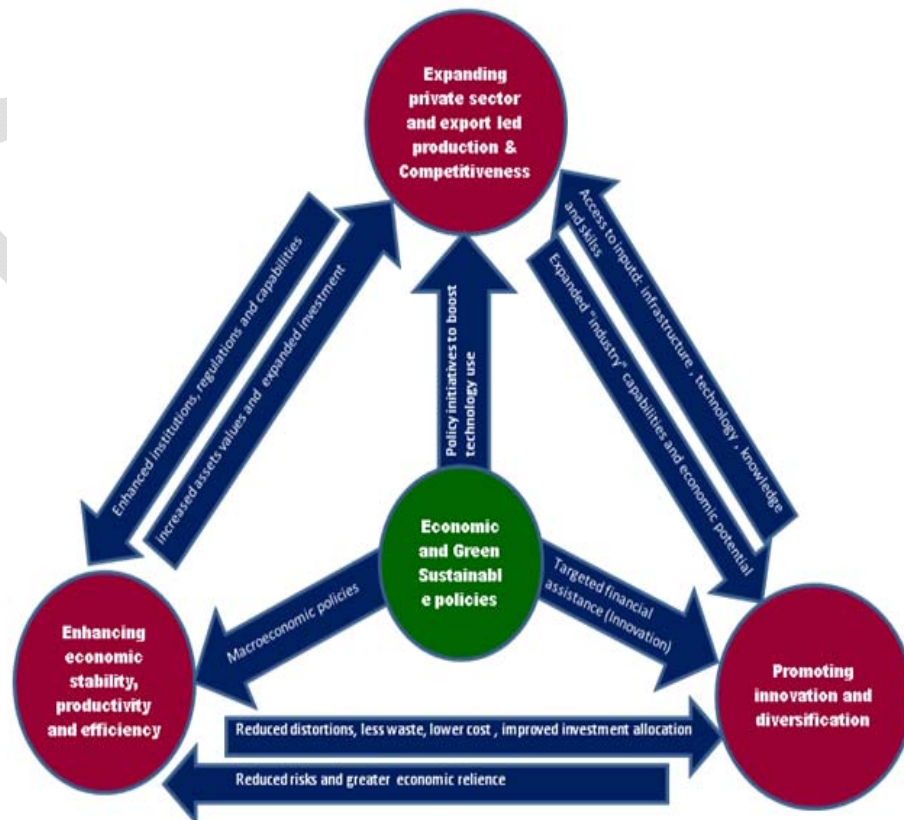 Expanding
private sector
and export led
production &
Competitiveness
Enhanced institutions, regulations and capabilities
Increased assets values and expanded investment
Policy initiatives to boost
technology use
Access to inputd: infrastructure , technology , knowledge
and skilss
Expanded "industry" capabilities and economic potential
Economic
and Green
Sustainabl
e policies
Macroeconomic policies
Targeted financial
assistance (Innovation)
Enhancing
economic
stability,
productivity
and efficiency
Promoting
innovation and
diversification
Reduced distortions, less waste, lower cost , improved investment allocation
Reduced risks and greater economic relience